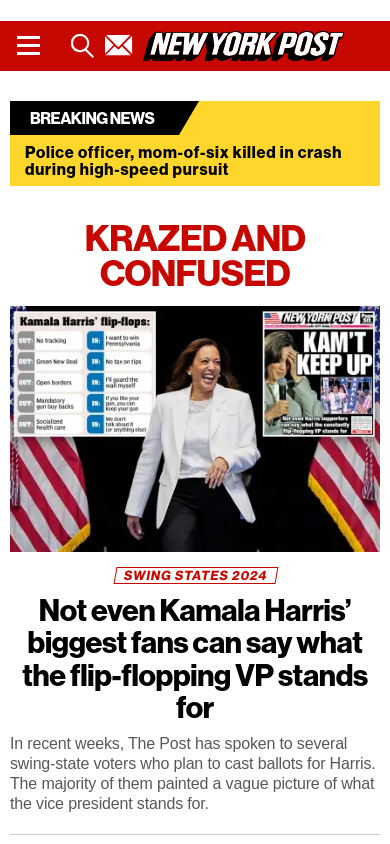 NEW YORK POST
BREAKING NEWS
Police officer, mom-of-six killed in crash
during high-speed pursuit
KRAZED AND
CONFUSED
Kamala Harris' flip-flops:
OUT: No fracking
IN: I want to win Pennsylvania
OUT: Green New Deal
IN: No tax on tips
OUT: Open borders
IN: I'll guard the wall myself
OUT: Mandatory gun buy backs
IN: If you like your gun, you can keep your gun
OUT: Socialized health care
IN: We don't talk about it (or anything else)
NEW YORK POST
KAM'T
KEEP UP
Not even Harris supporters
can say what the constantly
flip-flopping VP stands for
SWING STATES 2024
Not even Kamala Harris'
biggest fans can say what
the flip-flopping VP stands
for
In recent weeks, The Post has spoken to several
swing-state voters who plan to cast ballots for Harris.
The majority of them painted a vague picture of what
the vice president stands for.